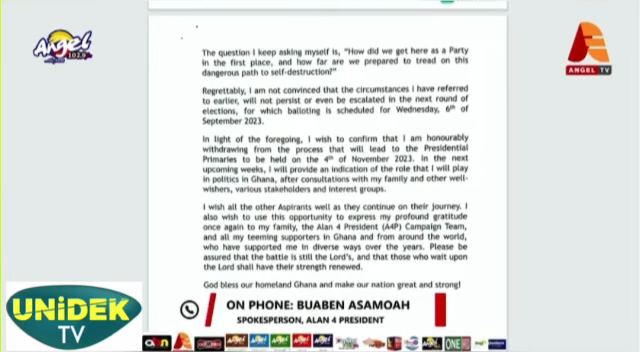 Angel
102.9
ANGEL TV
The question I keep asking myself is, "How did we get here as a Party
in the first place, and how far are we prepared to tread on this
dangerous path to self-destruction?"
Regrettably, I am not convinced that the circumstances I have referred
to earlier, will not persist or even be escalated in the next round of
elections, for which balloting is scheduled for Wednesday, 6th of
September 2023.
In light of the foregoing, I wish to confirm that I am honourably
withdrawing from the process that will lead to the Presidential
Primaries to be held on the 4th of November 2023. In the next
upcoming weeks, I will provide an indication of the role that I will play
in politics in Ghana, after consultations with my family and other well-
wishers, various stakeholders and interest groups.
I wish all the other Aspirants well as they continue on their journey. I
also wish to use this opportunity to express my profound gratitude
once again to my family, the Alan 4 President (A4P) Campaign Team,
and all my teeming supporters in Ghana and from around the world,
who have supported me in diverse ways over the years. Please be
assured that the battle is still the Lord's, and that those who wait upon
the Lord shall have their strength renewed.
God bless our homeland Ghana and make our nation great and strong!
ON PHONE: BUABEN ASAMOAH
SPOKESPERSON, ALAN 4 PRESIDENT
UNiDEK
TV
ONE